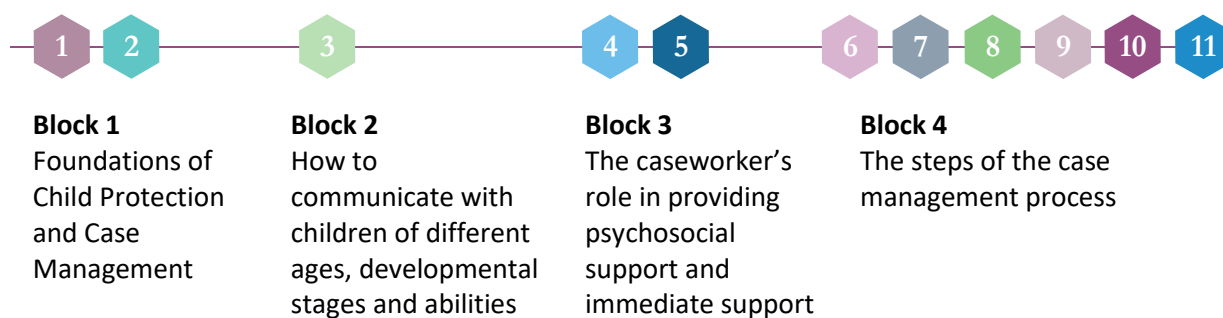 1 2 3 4 5 6 7 8 9 10 11
Block 1
Foundations of
Child Protection
and Case
Management
Block 2
How to
communicate with
children of different
ages, developmental
stages and abilities
Block 3
The caseworker’s
role in providing
psychosocial
support and
immediate support
Block 4
The steps of the case
management process